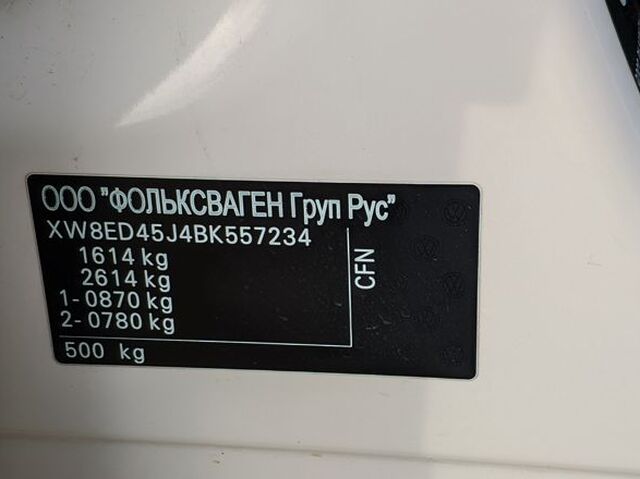 ООО "ФОЛЬКСВАГЕН Груп Рус"
XW8ED45J4BK557234
1614 kg
2614 kg
1- 0870 kg
2- 0780 kg
500 kg
CFN